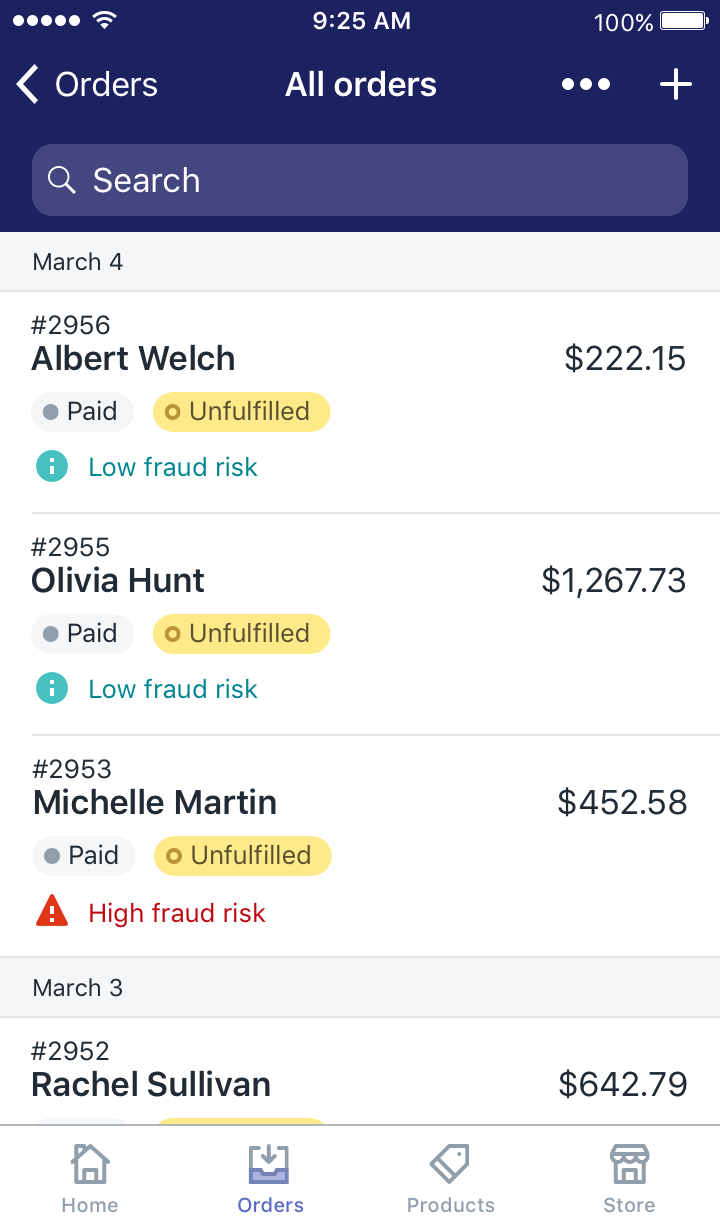 9:25 AM 100%
Orders All orders
Search
March 4
#2956
Albert Welch $222.15
Paid Unfulfilled
Low fraud risk
#2955
Olivia Hunt $1,267.73
Paid Unfulfilled
Low fraud risk
#2953
Michelle Martin $452.58
Paid Unfulfilled
High fraud risk
March 3
#2952
Rachel Sullivan $642.79
Home Orders Products Store